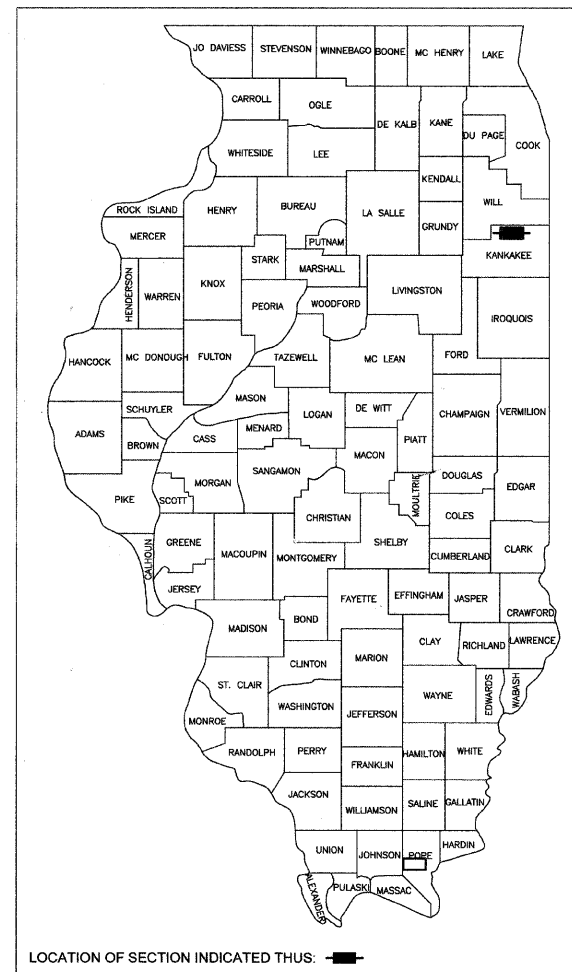 JO DAVIESS STEVENSON WINNEBAGO BOONE MC HENRY LAKE
CARROLL OGLE DE KALB KANE DU PAGE COOK
WHITESIDE LEE
KENDALL
WILL
ROCK ISLAND HENRY BUREAU LA SALLE GRUNDY
MERCER PUTNAM KANKAKEE
STARK MARSHALL
HENDERSON WARREN KNOX PEORIA WOODFORD LIVINGSTON IROQUOIS
HANCOCK MC DONOUGH FULTON TAZEWELL MC LEAN FORD
MASON
SCHUYLER LOGAN DE WITT CHAMPAIGN VERMILION
ADAMS BROWN CASS MENARD PIATT
MACON
SANGAMON
PIKE SCOTT MORGAN MOULTRIE DOUGLAS EDGAR
CHRISTIAN COLES
CALHOUN GREENE MACOUPIN MONTGOMERY SHELBY CUMBERLAND CLARK
JERSEY FAYETTE EFFINGHAM JASPER CRAWFORD
MADISON BOND
CLAY RICHLAND LAWRENCE
CLINTON MARION
ST. CLAIR WAYNE EDWARDS WABASH
WASHINGTON JEFFERSON
MONROE
RANDOLPH PERRY HAMILTON WHITE
FRANKLIN
JACKSON
WILLIAMSON SALINE GALLATIN
UNION JOHNSON POPE HARDIN
ALEXANDER PULASKI MASSAC
LOCATION OF SECTION INDICATED THUS: